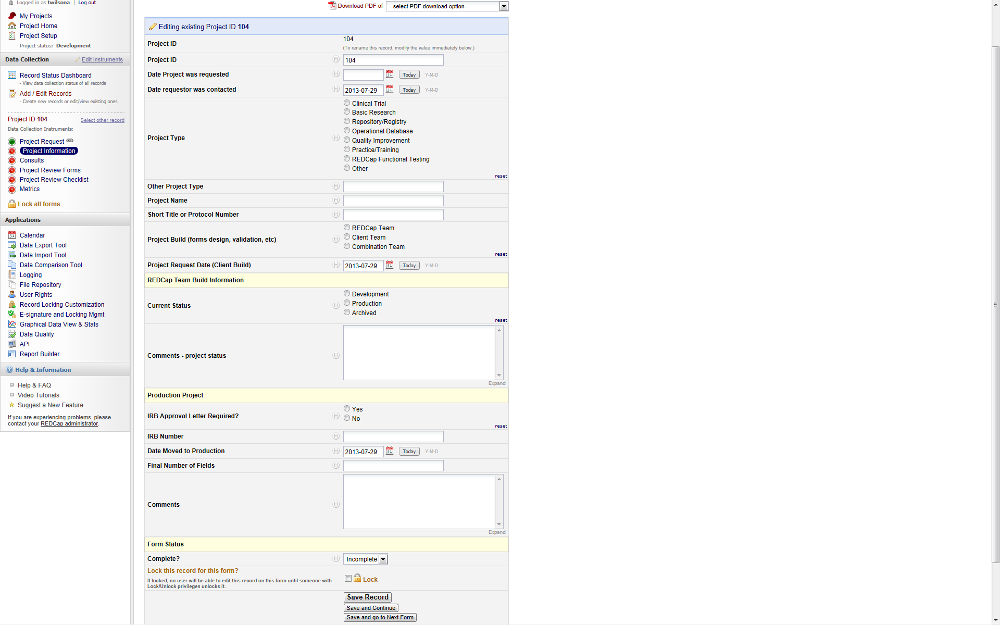 Logged in as twilsona | Log out
My Projects
Project Home
Project Setup
Project status: Development
Data Collection Edit instruments
Record Status Dashboard
- View data collection status of all records
Add / Edit Records
- Create new records or edit/view existing ones
Project ID 104 Select other record
Data Collection Instruments:
Project Request
Project Information
Consults
Project Review Forms
Project Review Checklist
Metrics
Lock all forms
Applications
31 Calendar
Data Export Tool
Data Import Tool
Data Comparison Tool
Logging
File Repository
User Rights
Record Locking Customization
E-signature and Locking Mgmt
Graphical Data View & Stats
Data Quality
API
Report Builder
Help & Information
Help & FAQ
Video Tutorials
Suggest a New Feature
If you are experiencing problems, please
contact your REDCap administrator.
Download PDF of - select PDF download option -
Editing existing Project ID 104
Project ID 104
(To rename this record, modify the value immediately below.)
Project ID H 104
Date Project was requested H 31 Today Y-M-D
Date requestor was contacted H 2013-07-29 31 Today Y-M-D
Project Type H
Clinical Trial
Basic Research
Repository/Registry
Operational Database
Quality Improvement
Practice/Training
REDCap Functional Testing
Other
reset
Other Project Type H
Project Name H
Short Title or Protocol Number H
Project Build (forms design, validation, etc) H
REDCap Team
Client Team
Combination Team
reset
Project Request Date (Client Build) H 2013-07-29 31 Today Y-M-D
REDCap Team Build Information
Current Status H
Development
Production
Archived
reset
Comments - project status H
Expand
Production Project
IRB Approval Letter Required? H
Yes
No
reset
IRB Number H
Date Moved to Production H 2013-07-29 31 Today Y-M-D
Final Number of Fields H
Comments H
Expand
Form Status
Complete? H Incomplete
Lock this record for this form?
If locked, no user will be able to edit this record on this form until someone with
Lock/Unlock privileges unlocks it.
Lock
Save Record
Save and Continue
Save and go to Next Form